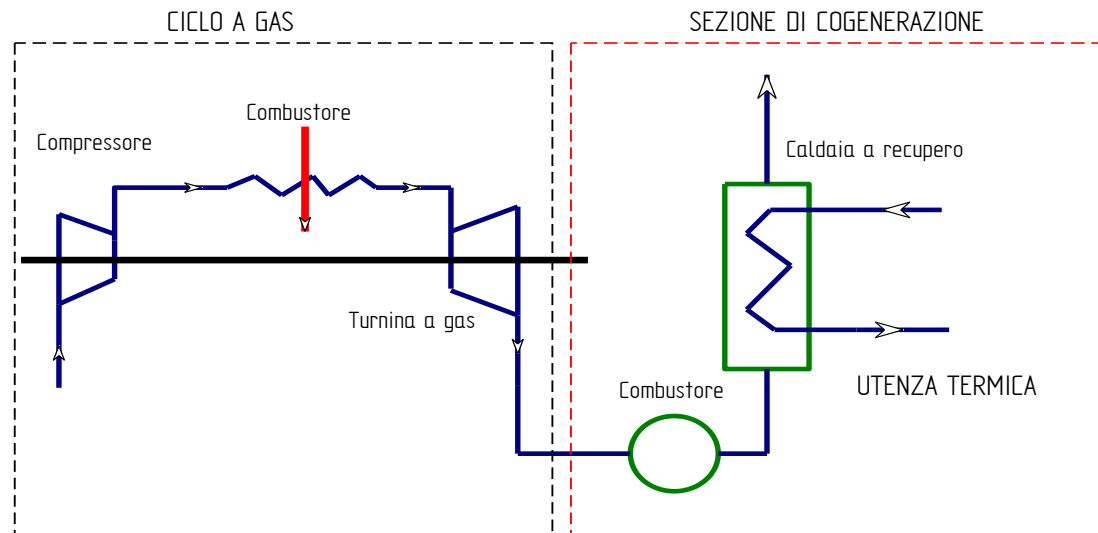 CICLO A GAS
SEZIONE DI COGENERAZIONE
Combustore
Compressore
Caldaia a recupero
Turnina a gas
Combustore
UTENZA TERMICA